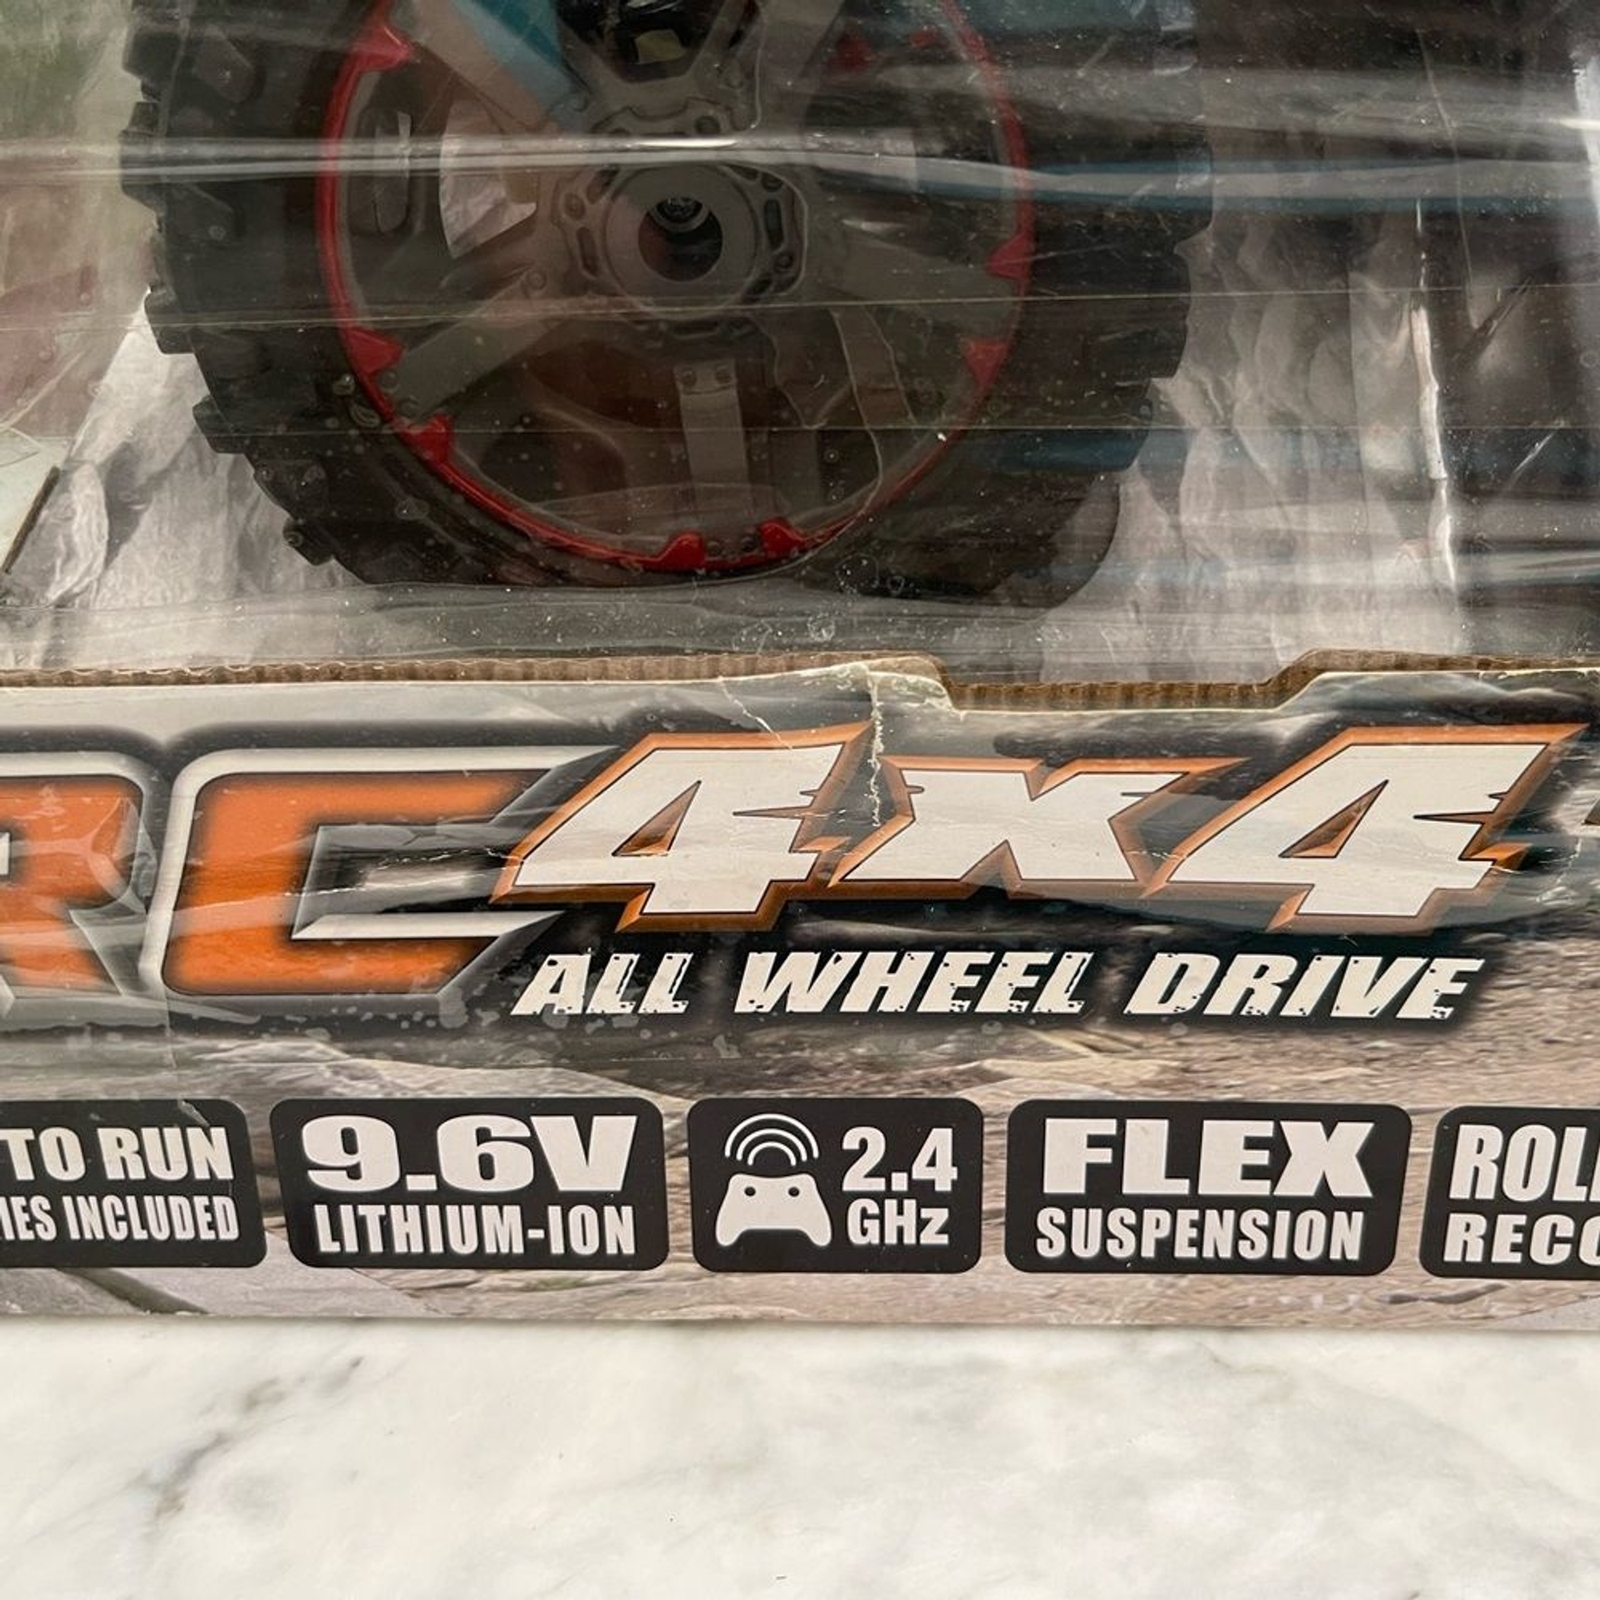 RC 4x4
ALL WHEEL DRIVE
TO RUN
INCLUDED
9.6V
LITHIUM-ION
2.4
GHz
FLEX
SUSPENSION